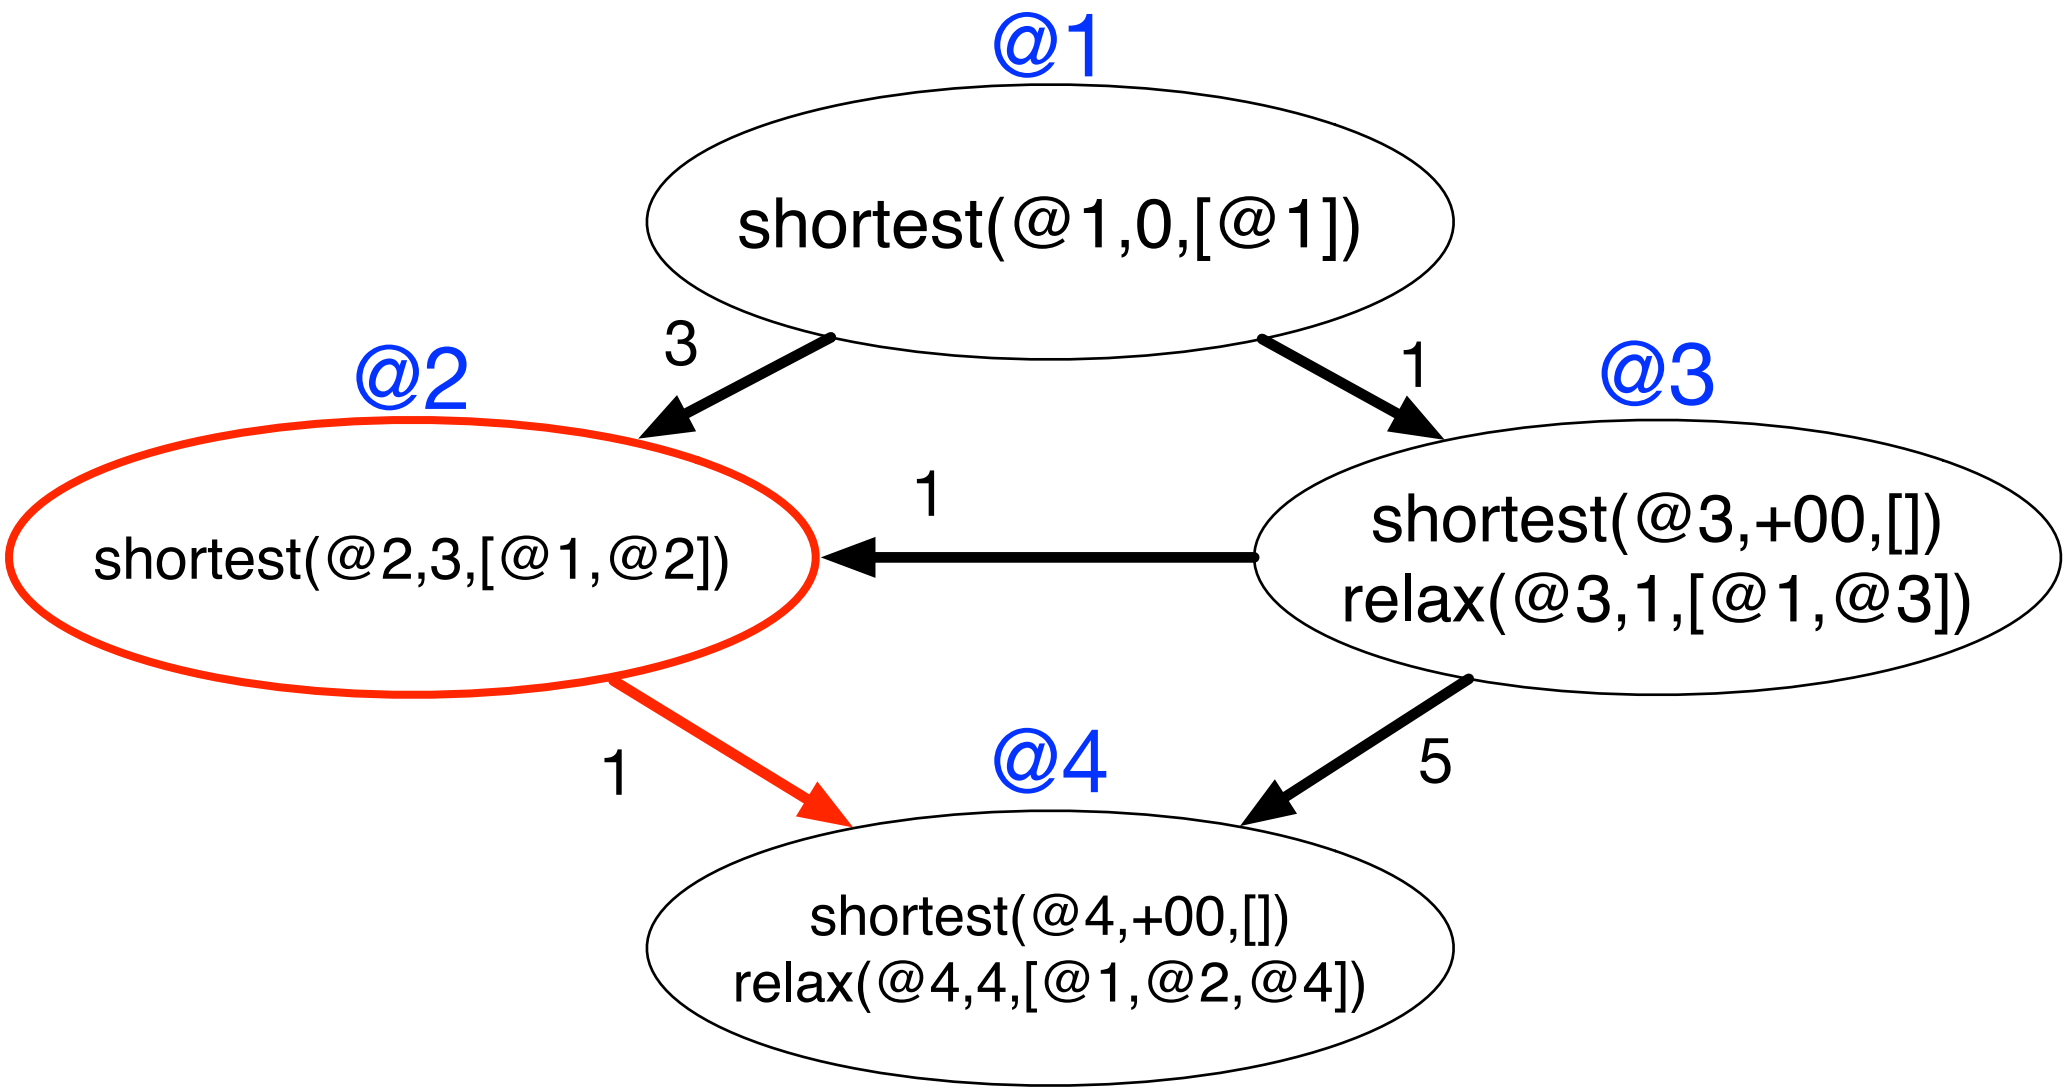 @1
shortest(@1,0,[@1])
3
1
@2
@3
1
shortest(@2,3,[@1,@2])
shortest(@3,+00,[])
relax(@3,1,[@1,@3])
1
@4
5
shortest(@4,+00,[])
relax(@4,4,[@1,@2,@4])